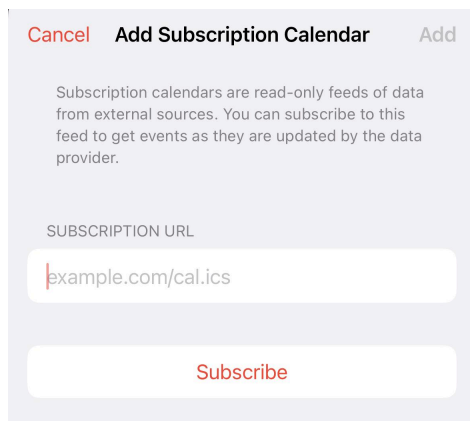 Cancel Add Subscription Calendar Add
Subscription calendars are read-only feeds of data
from external sources. You can subscribe to this
feed to get events as they are updated by the data
provider.
SUBSCRIPTION URL
example.com/cal.ics
Subscribe